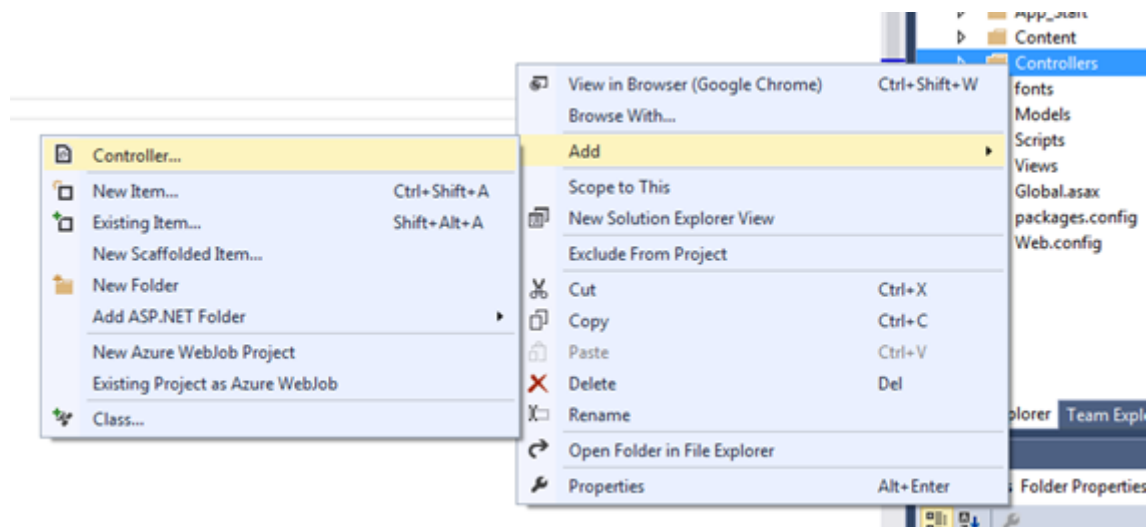 App_Start
Content
Controllers
fonts
Models
Scripts
Views
Global.asax
packages.config
Web.config
View in Browser (Google Chrome) Ctrl+Shift+W
Browse With...
Add
Scope to This
New Solution Explorer View
Exclude From Project
Cut Ctrl+X
Copy Ctrl+C
Paste Ctrl+V
Delete Del
Rename
Open Folder in File Explorer
Properties Alt+Enter
Controller...
New Item... Ctrl+Shift+A
Existing Item... Shift+Alt+A
New Scaffolded Item...
New Folder
Add ASP.NET Folder
New Azure WebJob Project
Existing Project as Azure WebJob
Class...
plorer Team Expl
s Folder Properties